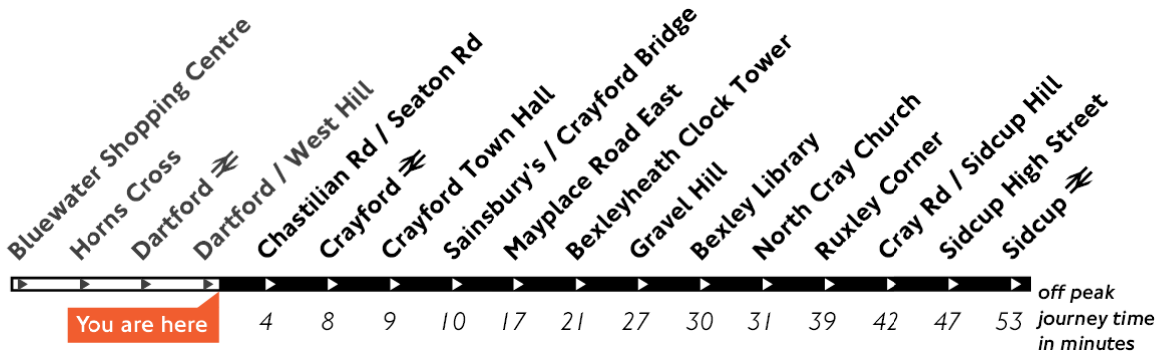 Bluewater Shopping Centre
Horns Cross
Dartford
Dartford / West Hill
Chastilian Rd / Seaton Rd
Crayford
Crayford Town Hall
Sainsbury's / Crayford Bridge
Mayplace Road East
Bexleyheath Clock Tower
Gravel Hill
Bexley Library
North Cray Church
Ruxley Corner
Cray Rd / Sidcup Hill
Sidcup High Street
Sidcup
You are here
4 8 9 10 17 21 27 30 31 39 42 47 53
off peak
journey time
in minutes